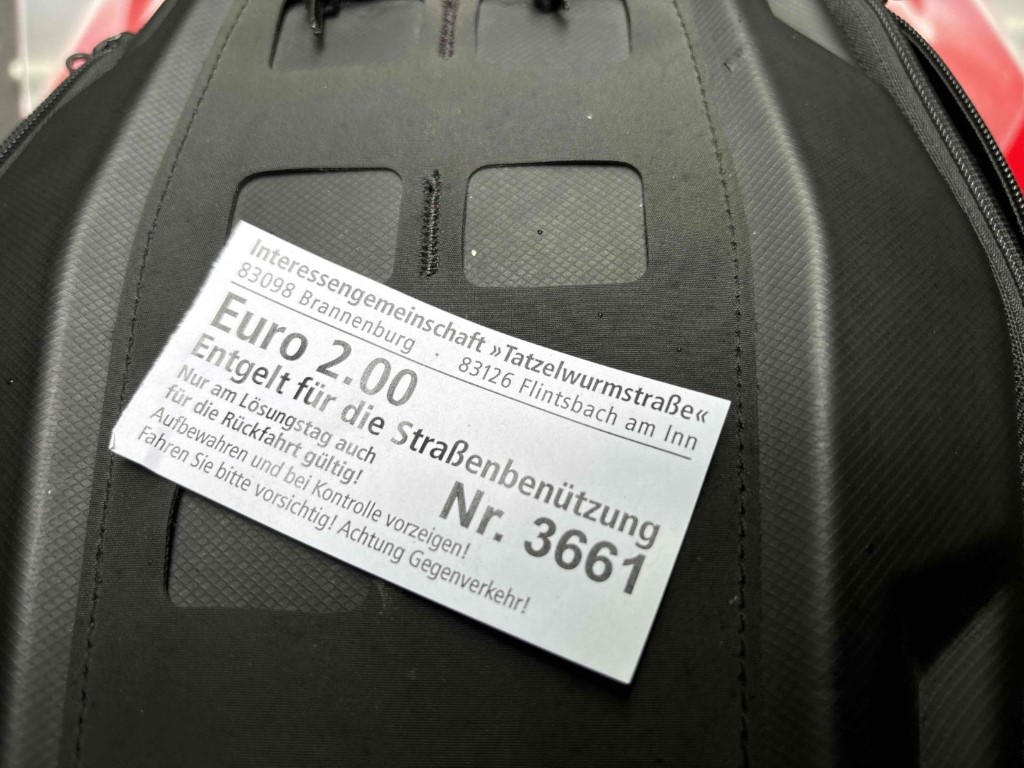 Interessengemeinschaft »Tatzelwurmstraße«
83098 Brannenburg · 83126 Flintsbach am Inn
Euro 2.00
Entgelt für die Straßenbenützung
Nur am Lösungstag auch
für die Rückfahrt gültig!
Nr. 3661
Aufbewahren und bei Kontrolle vorzeigen!
Fahren Sie bitte vorsichtig! Achtung Gegenverkehr!